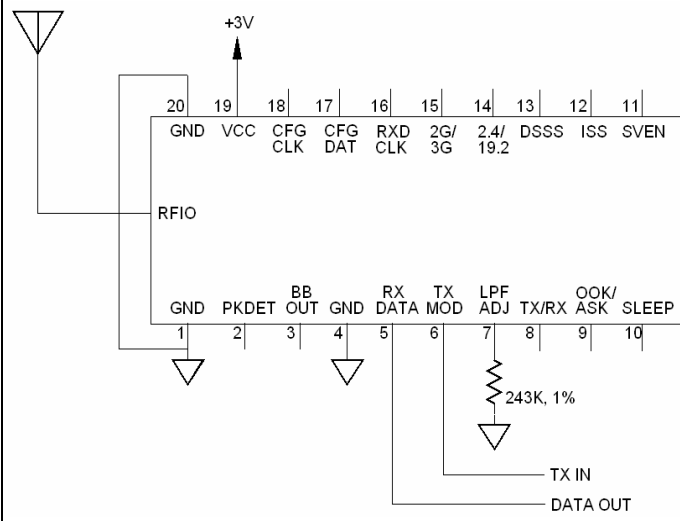 +3V
20 19 18 17 16 15 14 13 12 11
GND VCC CFG CLK CFG DAT RXD CLK 2G/ 3G 2.4/ 19.2 DSSS ISS SVEN
RFIO
GND PKDET BB OUT GND RX DATA TX MOD LPF ADJ TX/RX OOK/ ASK SLEEP
1 2 3 4 5 6 7 8 9 10
243K, 1%
TX IN
DATA OUT